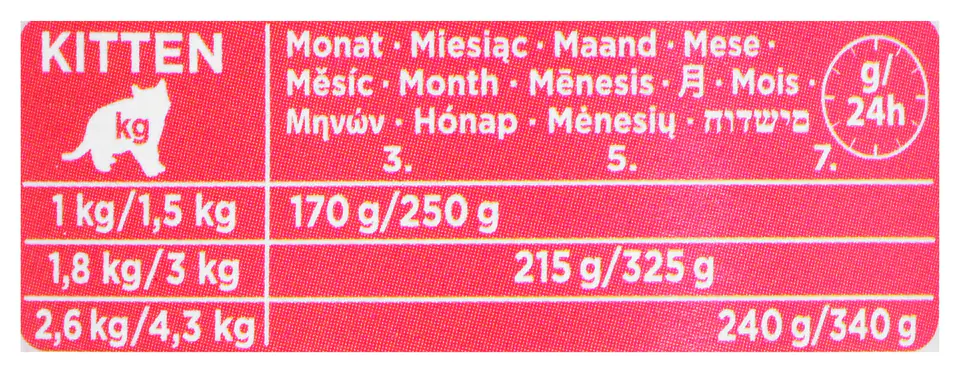 KITTEN
kg
Monat · Miesiąc · Maand · Mese ·
Měsíc · Month · Mēnesis · 月 · Mois ·
Μηνών · Hónap · Mėnesių · םישדוח
g/
24h
3. 5. 7.
1 kg/1,5 kg 170 g/250 g
1,8 kg/3 kg 215 g/325 g
2,6 kg/4,3 kg 240 g/340 g